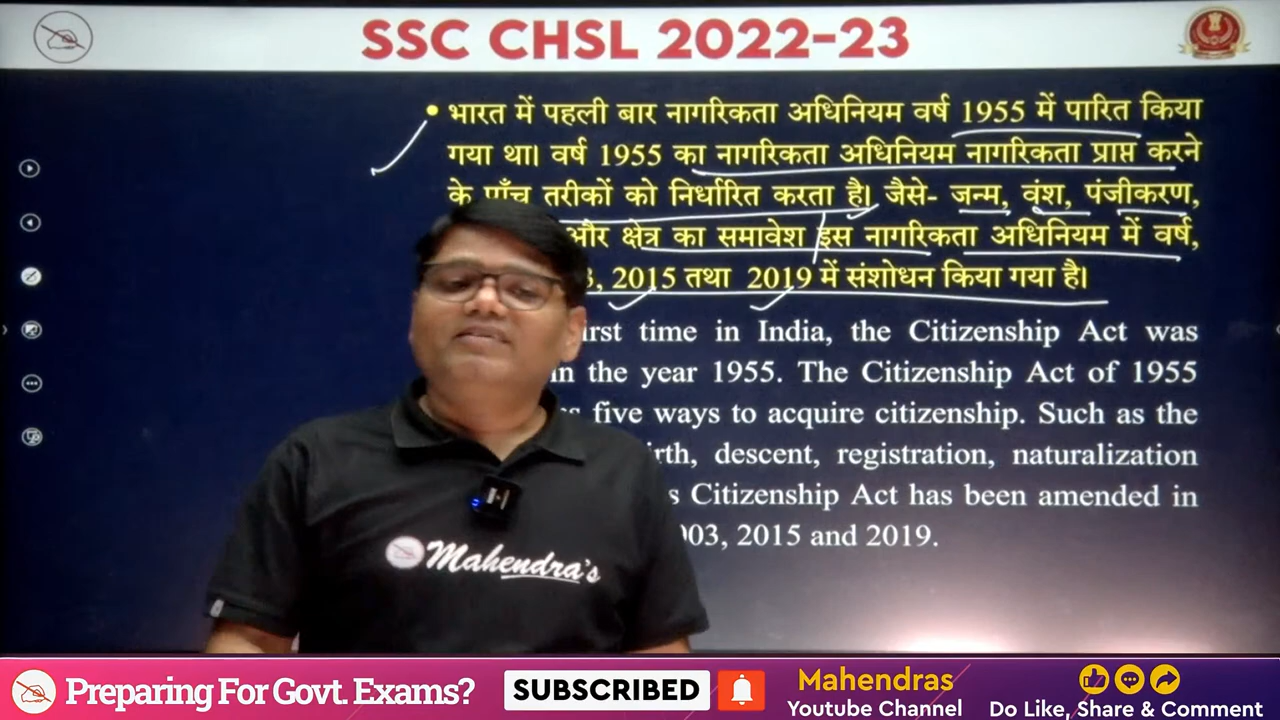 SSC CHSL 2022-23
• भारत में पहली बार नागरिकता अधिनियम वर्ष 1955 में पारित किया
गया था। वर्ष 1955 का नागरिकता अधिनियम नागरिकता प्राप्त करने
के पाँच तरीकों को निर्धारित करता है। जैसे- जन्म, वंश, पंजीकरण,
और क्षेत्र का समावेश इस नागरिकता अधिनियम में वर्ष,
2015 तथा 2019 में संशोधन किया गया है।
time in India, the Citizenship Act was
in the year 1955. The Citizenship Act of 1955
five ways to acquire citizenship. Such as the
descent, registration, naturalization
Citizenship Act has been amended in
2015 and 2019.
Mahendra's
Preparing For Govt. Exams?
SUBSCRIBED
Mahendras
Youtube Channel
Do Like, Share & Comment